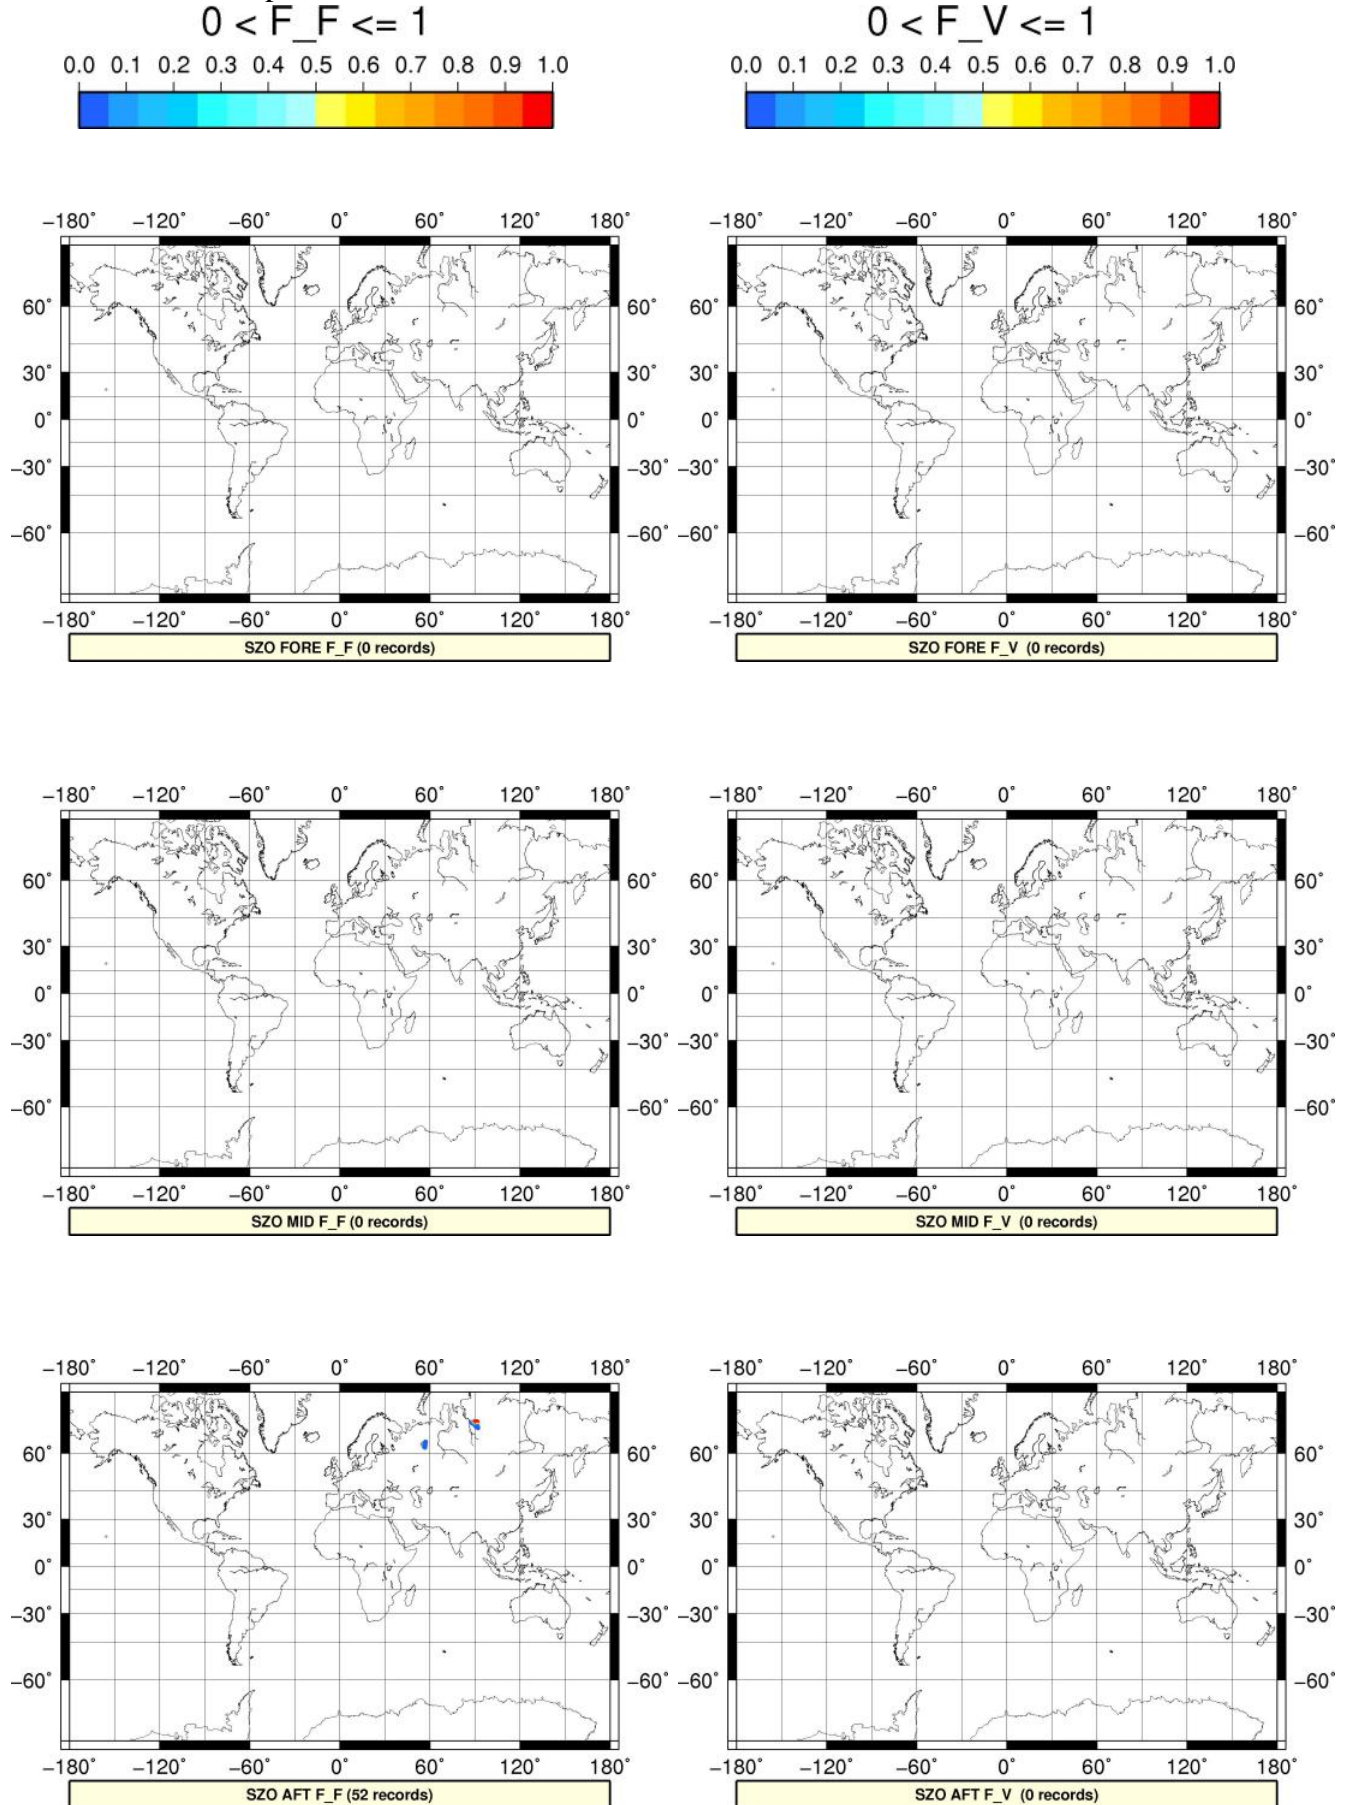 0 < F_F <= 1
0 < F_V <= 1
0.0 0.1 0.2 0.3 0.4 0.5 0.6 0.7 0.8 0.9 1.0
0.0 0.1 0.2 0.3 0.4 0.5 0.6 0.7 0.8 0.9 1.0
−180° −120° −60° 0° 60° 120° 180°
−180° −120° −60° 0° 60° 120° 180°
60° 60° 60°
30° 30° 30° 30°
0° 0° 0° 0°
−30° −30° −30° −30°
−60° −60° −60° −60°
−180° −120° −60° 0° 60° 120° 180°
−180° −120° −60° 0° 60° 120° 180°
SZO FORE F_F (0 records)
SZO FORE F_V (0 records)
−180° −120° −60° 0° 60° 120° 180°
−180° −120° −60° 0° 60° 120° 180°
60° 60° 60° 60°
30° 30° 30° 30°
0° 0° 0° 0°
−30° −30° −30° −30°
−60° −60° −60° −60°
−180° −120° −60° 0° 60° 120° 180°
−180° −120° −60° 0° 60° 120° 180°
SZO MID F_F (0 records)
SZO MID F_V (0 records)
−180° −120° −60° 0° 60° 120° 180°
−180° −120° −60° 0° 60° 120° 180°
60° 60° 60° 60°
30° 30° 30° 30°
0° 0° 0° 0°
−30° −30° −30° −30°
−60° −60° −60° −60°
−180° −120° −60° 0° 60° 120° 180°
−180° −120° −60° 0° 60° 120° 180°
SZO AFT F_F (52 records)
SZO AFT F_V (0 records)